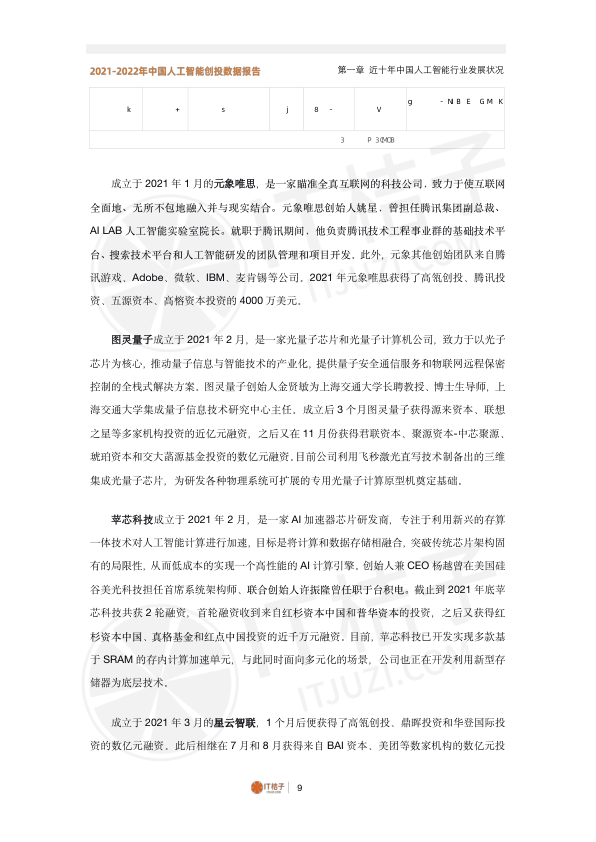 2021-2022年中国人工智能创投数据报告
第一章 近十年中国人工智能行业发展状况
k + s j 8 - V g - NIB E GMK
3 P 3OMOB
成立于 2021 年 1 月的元象唯思，是一家瞄准全真互联网的科技公司，致力于使互联网
全面地、无所不包地融入并与现实结合。元象唯思创始人姚星，曾担任腾讯集团副总裁、
AI LAB 人工智能实验室院长。就职于腾讯期间，他负责腾讯技术工程事业群的基础技术平
台、搜索技术平台和人工智能研发的团队管理和项目开发。此外，元象其他创始团队来自腾
讯游戏、Adobe、微软、IBM、麦肯锡等公司。2021 年元象唯思获得了高瓴创投、腾讯投
资、五源资本、高榕资本投资的 4000 万美元。
图灵量子成立于 2021 年 2 月，是一家光量子芯片和光量子计算机公司，致力于以光子
芯片为核心，推动量子信息与智能技术的产业化，提供量子安全通信服务和物联网远程保密
控制的全栈式解决方案。图灵量子创始人金贤敏为上海交通大学长聘教授、博士生导师，上
海交通大学集成量子信息技术研究中心主任。成立后 3 个月图灵量子获得源来资本、联想
之星等多家机构投资的近亿元融资，之后又在 11 月份获得君联资本、聚源资本-中芯聚源、
琥珀资本和交大菡源基金投资的数亿元融资。目前公司利用飞秒激光直写技术制备出的三维
集成光量子芯片，为研发各种物理系统可扩展的专用光量子计算原型机奠定基础。
苹芯科技成立于 2021 年 2 月，是一家 AI 加速器芯片研发商，专注于利用新兴的存算
一体技术对人工智能计算进行加速，目标是将计算和数据存储相融合，突破传统芯片架构固
有的局限性，从而低成本的实现一个高性能的 AI 计算引擎。创始人兼 CEO 杨越曾在美国硅
谷美光科技担任首席系统架构师、联合创始人许振隆曾任职于台积电。截止到 2021 年底苹
芯科技共获 2 轮融资，首轮融资收到来自红杉资本中国和普华资本的投资，之后又获得红
杉资本中国、真格基金和红点中国投资的近千万元融资。目前，苹芯科技已开发实现多款基
于 SRAM 的存内计算加速单元，与此同时面向多元化的场景，公司也正在开发利用新型存
储器为底层技术。
成立于 2021 年 3 月的星云智联，1 个月后便获得了高瓴创投、鼎晖投资和华登国际投
资的数亿元融资。此后相继在 7 月和 8 月获得来自 BAI 资本、美团等数家机构的数亿元投
IT桔子
9
IT桔子
ITJUZI.COM
IT桔子
ITJUZI.COM